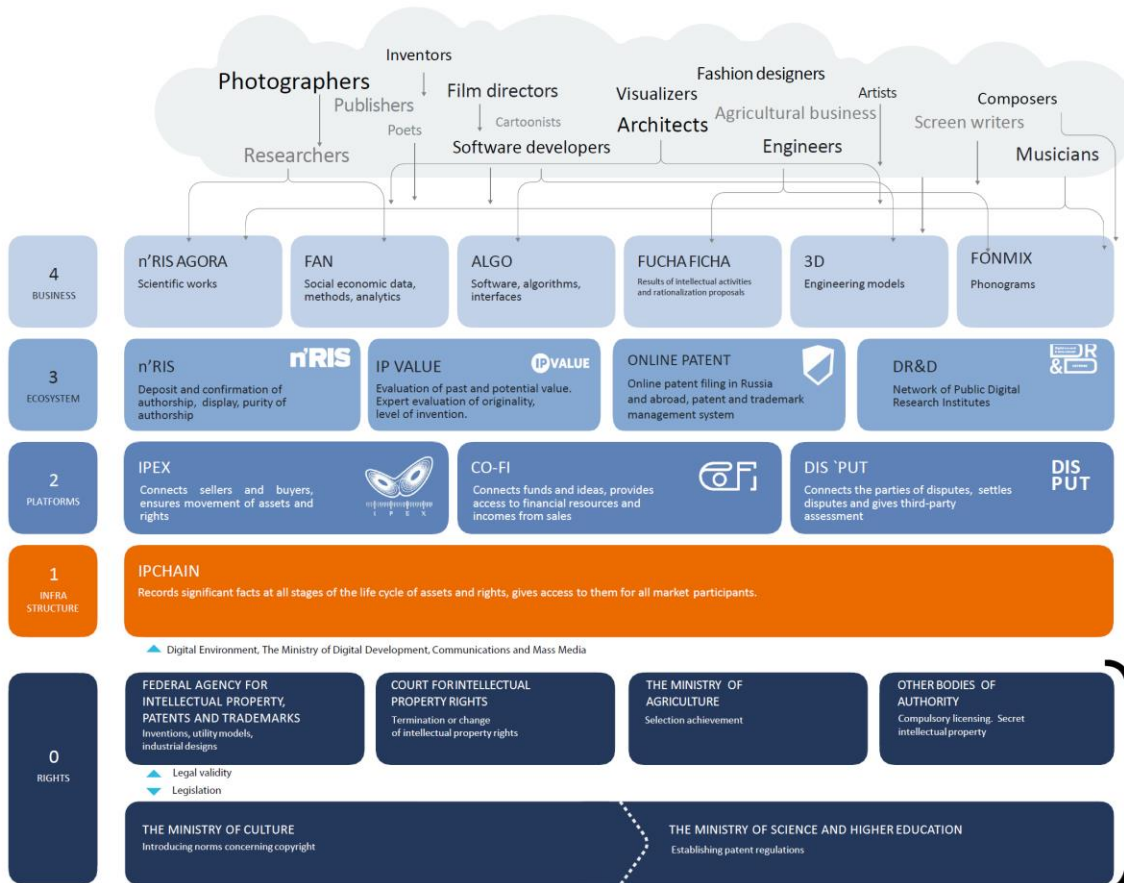 Inventors
Photographers
Fashion designers
Film directors
Visualizers
Artists
Composers
Publishers
Agricultural business
Cartoonists
Screen writers
Poets
Architects
Software developers
Engineers
Researchers
Musicians
4
BUSINESS
n'RIS AGORA
Scientific works
FAN
Social economic data,
methods, analytics
ALGO
Software, algorithms,
interfaces
FUCHA FICHA
Results of intellectual activities
and rationalization proposals
3D
Engineering models
FONMIX
Phonograms
3
ECOSYSTEM
n'RIS
n'RIS
Deposit and confirmation of
authorship, display, purity of
authorship
IP VALUE
IP VALUE
Evaluation of past and potential value.
Expert evaluation of originality,
level of invention.
ONLINE PATENT
Online patent filing in Russia
and abroad, patent and trademark
management system
DR&D
Network of Public Digital
Research Institutes
2
PLATFORMS
IPEX
Connects sellers and buyers,
ensures movement of assets and
rights
I P E X
CO-FI
Connects funds and ideas, provides
access to financial resources and
incomes from sales
DIS `PUT
Connects the parties of disputes, settles
disputes and gives third-party
assessment
DIS
PUT
1
INFRA
STRUCTURE
IPCHAIN
Records significant facts at all stages of the life cycle of assets and rights, gives access to them for all market participants.
Digital Environment, The Ministry of Digital Development, Communications and Mass Media
0
RIGHTS
FEDERAL AGENCY FOR
INTELLECTUAL PROPERTY,
PATENTS AND TRADEMARKS
Inventions, utility models,
industrial designs
COURT FOR INTELLECTUAL
PROPERTY RIGHTS
Termination or change
of intellectual property rights
THE MINISTRY OF
AGRICULTURE
Selection achievement
OTHER BODIES OF
AUTHORITY
Compulsory licensing. Secret
intellectual property
Legal validity
Legislation
THE MINISTRY OF CULTURE
Introducing norms concerning copyright
THE MINISTRY OF SCIENCE AND HIGHER EDUCATION
Establishing patent regulations